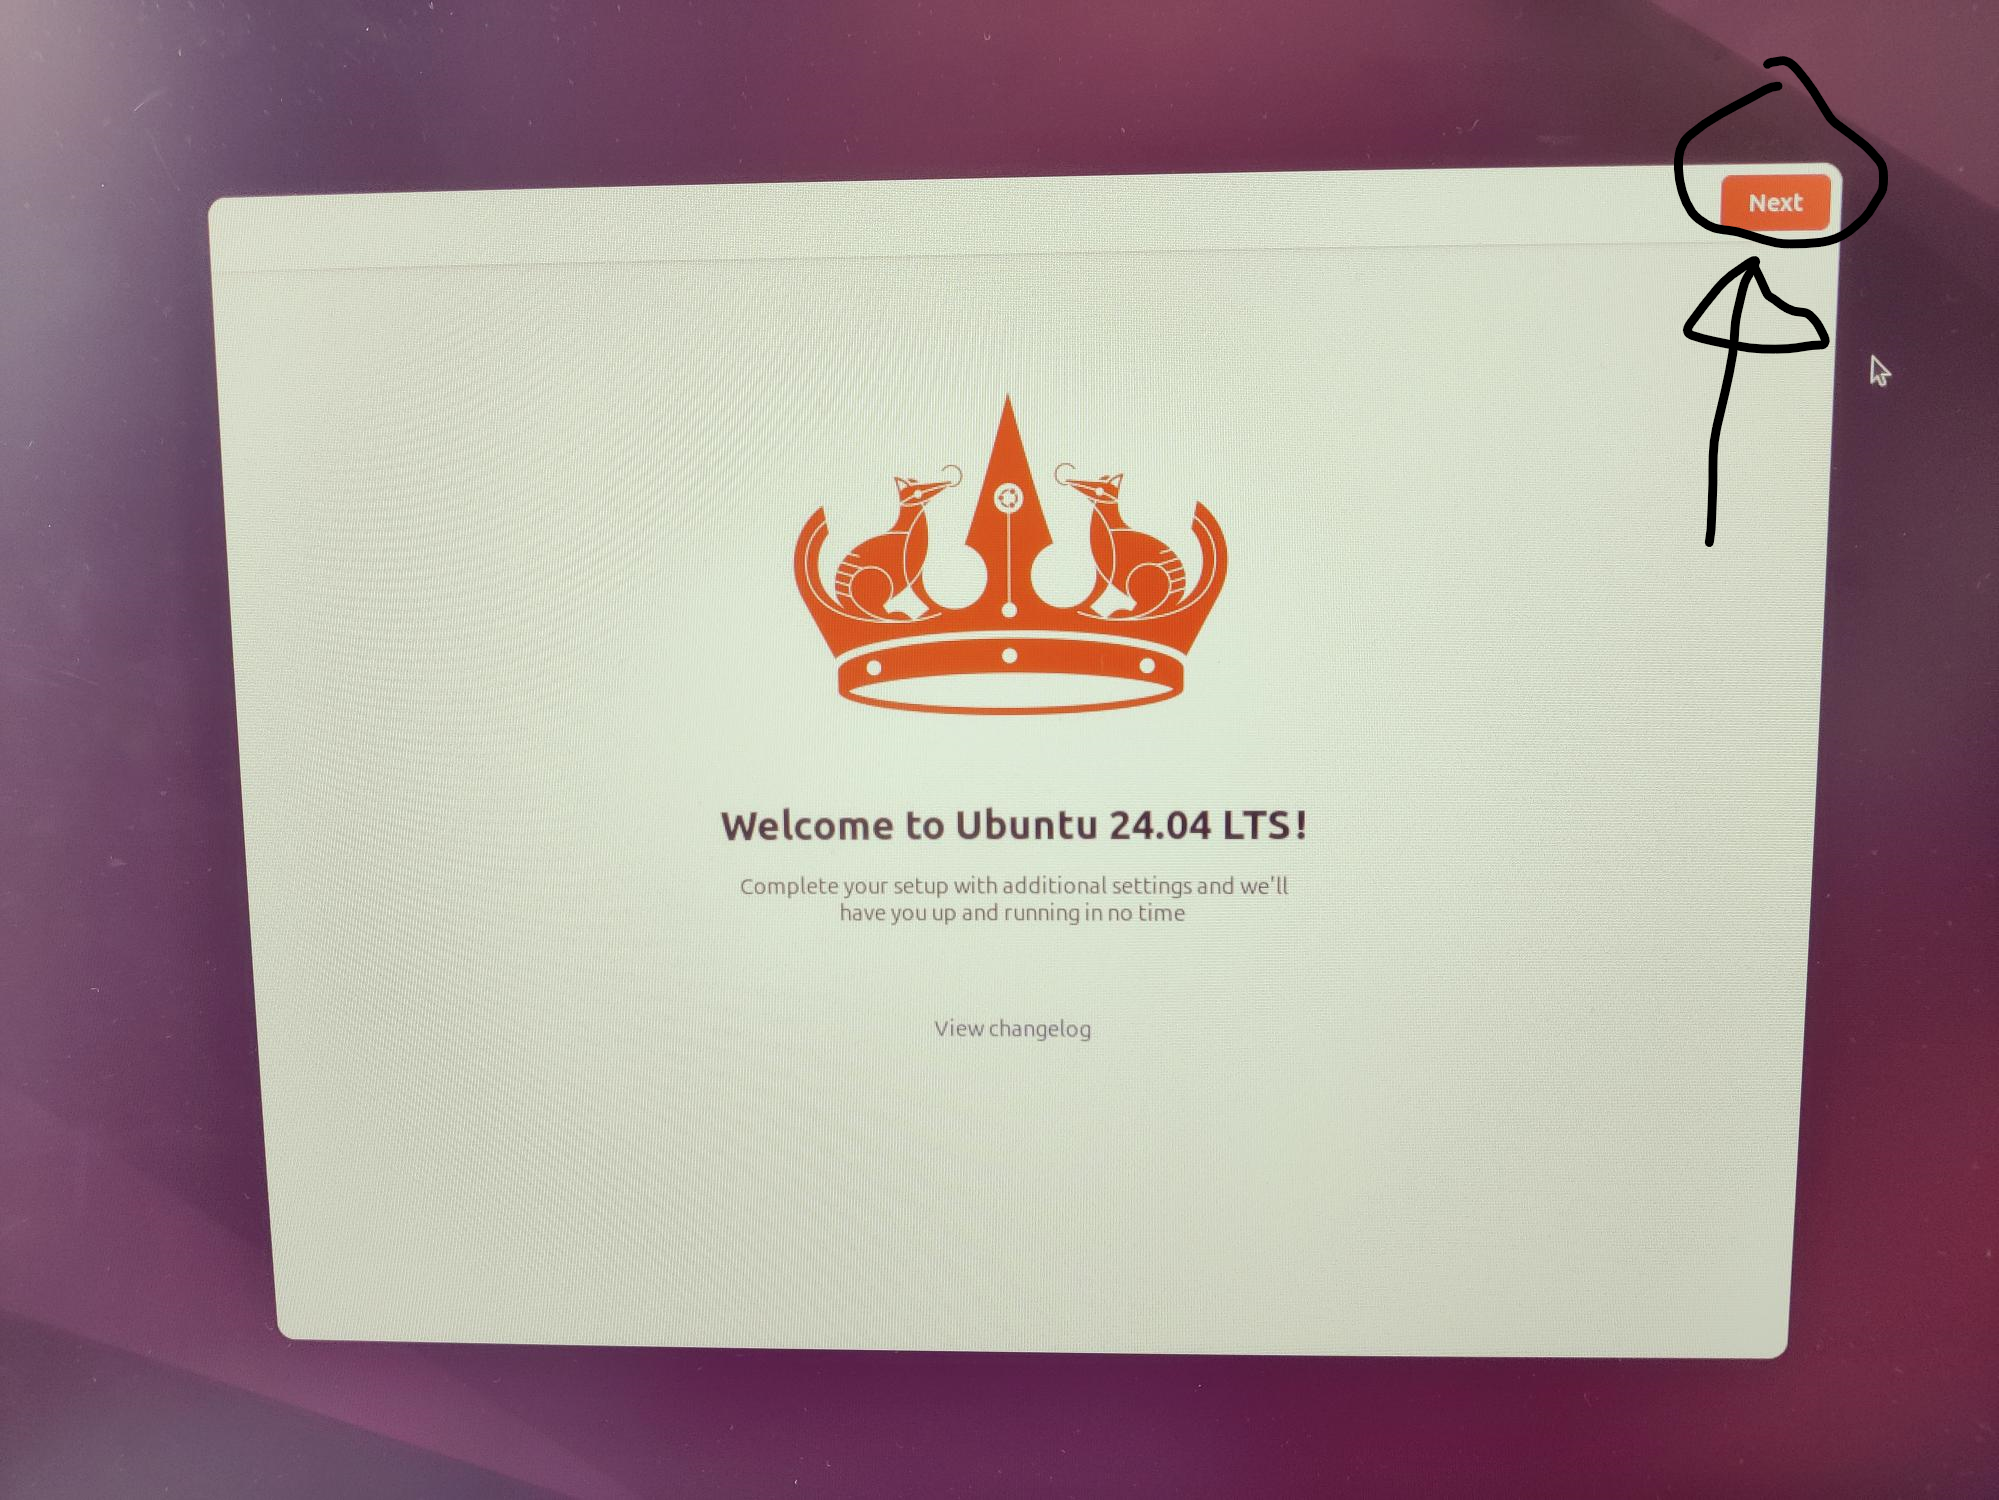 Next
Welcome to Ubuntu 24.04 LTS!
Complete your setup with additional settings and we'll
have you up and running in no time
View changelog